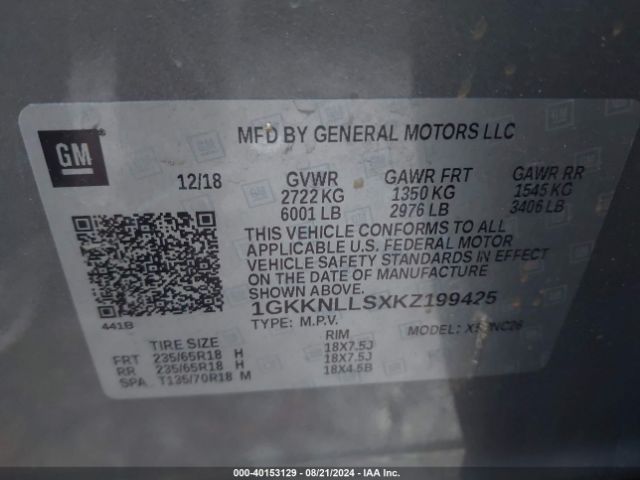 GM
MFD BY GENERAL MOTORS LLC
12/18 GVWR GAWR FRT GAWR RR
2722 KG 1350 KG 1545 KG
6001 LB 2976 LB 3406 LB
THIS VEHICLE CONFORMS TO ALL
APPLICABLE U.S. FEDERAL MOTOR
VEHICLE SAFETY STANDARDS IN EFFECT
ON THE DATE OF MANUFACTURE
SHOWN ABOVE.
1GKKNLLSXKZ199425
441B
TYPE: M.P.V. MODEL:
TIRE SIZE RIM
FRT 235/65R18 H 18X7.5J
RR 235/65R18 H 18X7.5J
SPA T135/70R18 M 18X4.5B
000-40153129 - 08/21/2024 - IAA Inc.